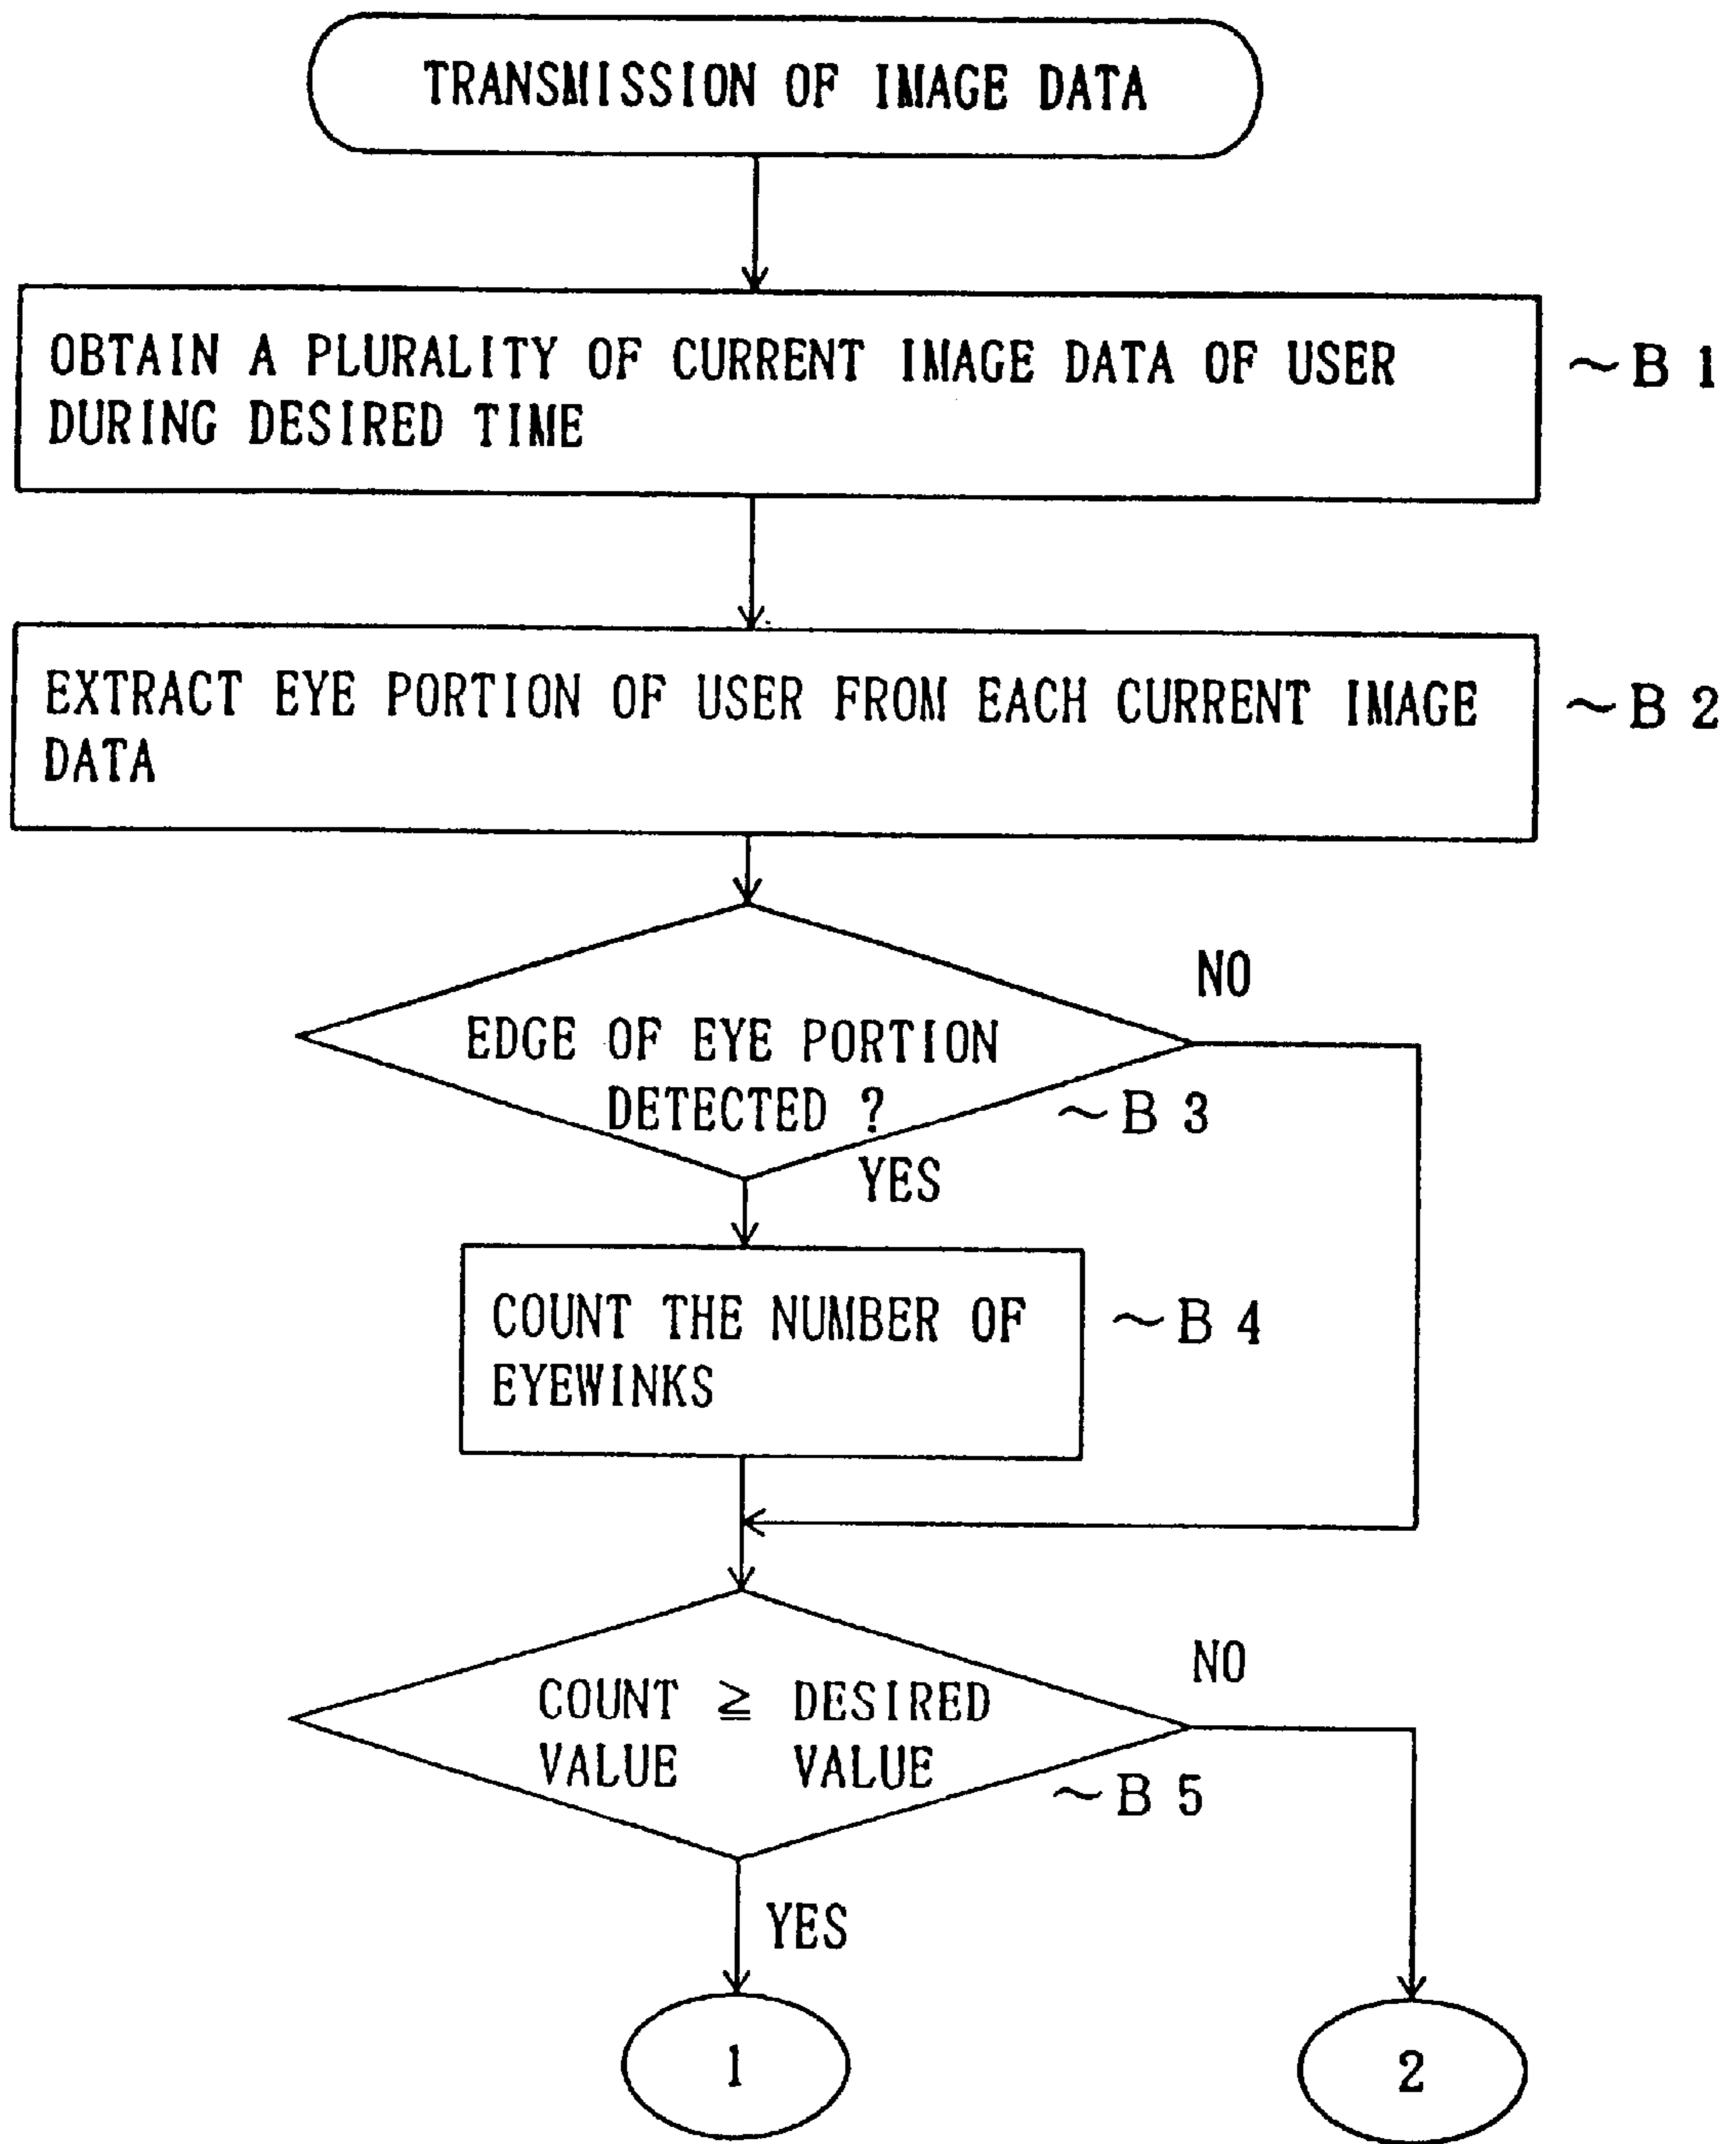 TRANSMISSION OF IMAGE DATA
OBTAIN A PLURALITY OF CURRENT IMAGE DATA OF USER
DURING DESIRED TIME
~B 1
EXTRACT EYE PORTION OF USER FROM EACH CURRENT IMAGE
DATA
~B 2
NO
EDGE OF EYE PORTION
DETECTED ?
~B 3
YES
COUNT THE NUMBER OF
EYEWINKS
~B 4
NO
COUNT ≧ DESIRED
VALUE VALUE
~B 5
YES
1
2